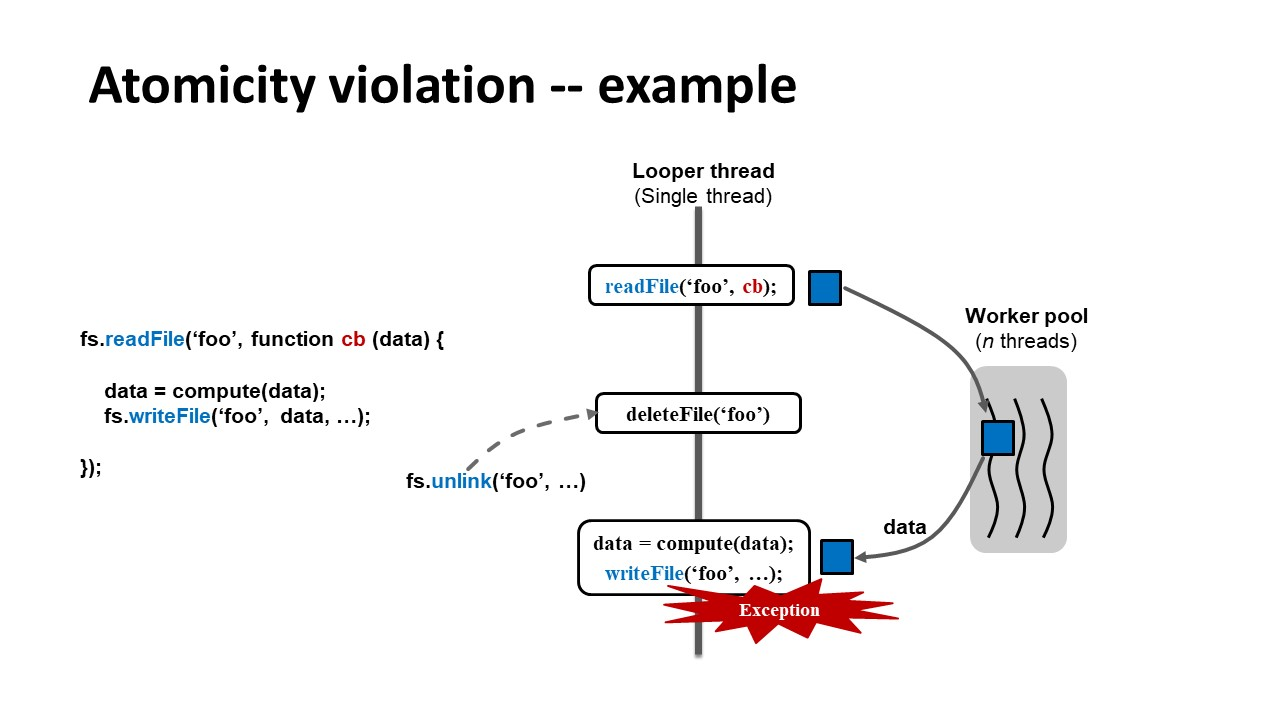 Atomicity violation -- example
Looper thread
(Single thread)
readFile(‘foo’, cb);
Worker pool
(n threads)
fs.readFile(‘foo’, function cb (data) {
data = compute(data);
fs.writeFile(‘foo’, data, …);
});
deleteFile(‘foo’)
fs.unlink(‘foo’, …)
data
data = compute(data);
writeFile(‘foo’, …);
Exception